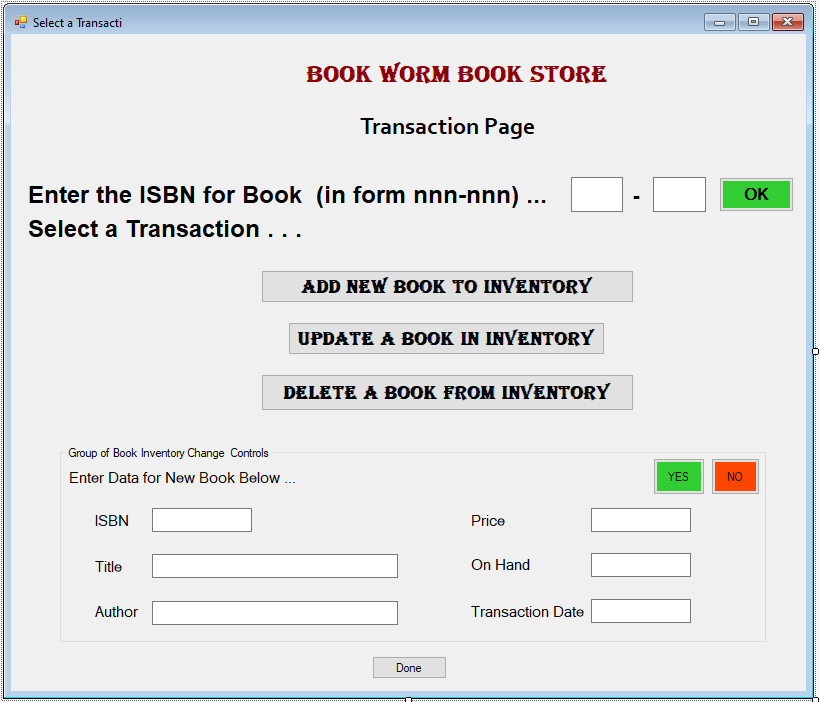 Select a Transacti
BOOK WORM BOOK STORE
Transaction Page
Enter the ISBN for Book (in form nnn-nnn) ... - OK
Select a Transaction . . .
ADD NEW BOOK TO INVENTORY
UPDATE A BOOK IN INVENTORY
DELETE A BOOK FROM INVENTORY
Group of Book Inventory Change Controls
Enter Data for New Book Below ... YES NO
ISBN Price
Title On Hand
Author Transaction Date
Done